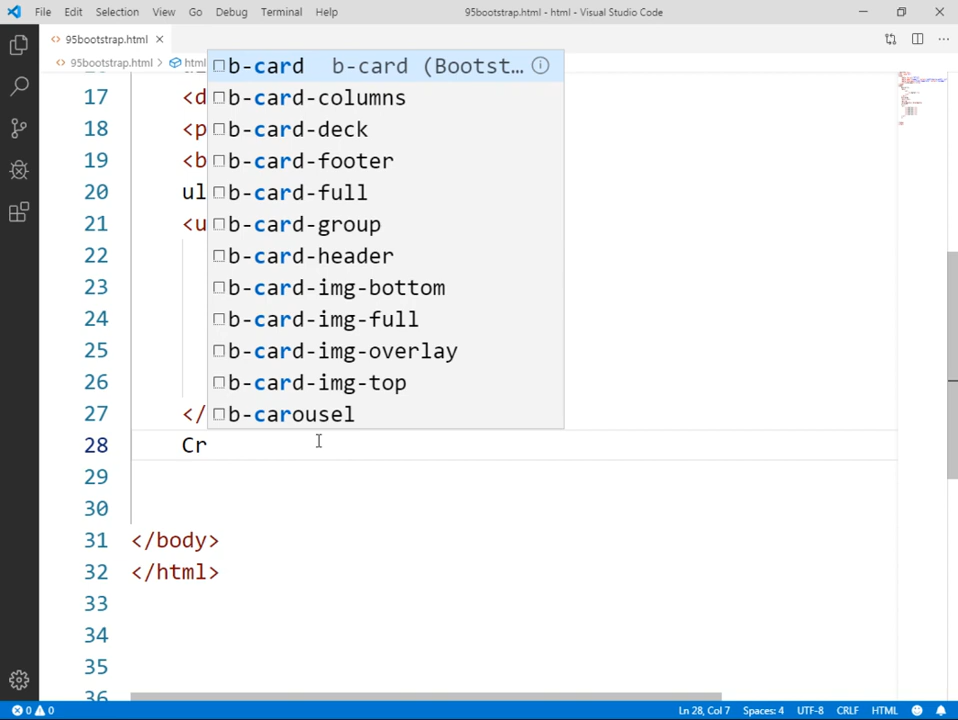 File Edit Selection View Go Debug Terminal Help
95bootstrap.html - html - Visual Studio Code
95bootstrap.html
95bootstrap.html html
b-card b-card (Bootst...
17 <d b-card-columns
18 <p b-card-deck
19 <b b-card-footer
20 ul b-card-full
21 <u b-card-group
22 b-card-header
23 b-card-img-bottom
24 b-card-img-full
25 b-card-img-overlay
26 b-card-img-top
27 </ b-carousel
28 Cr
29
30
31 </body>
32 </html>
33
34
35
36
0 0 Ln 28, Col 7 Spaces: 4 UTF-8 CRLF HTML